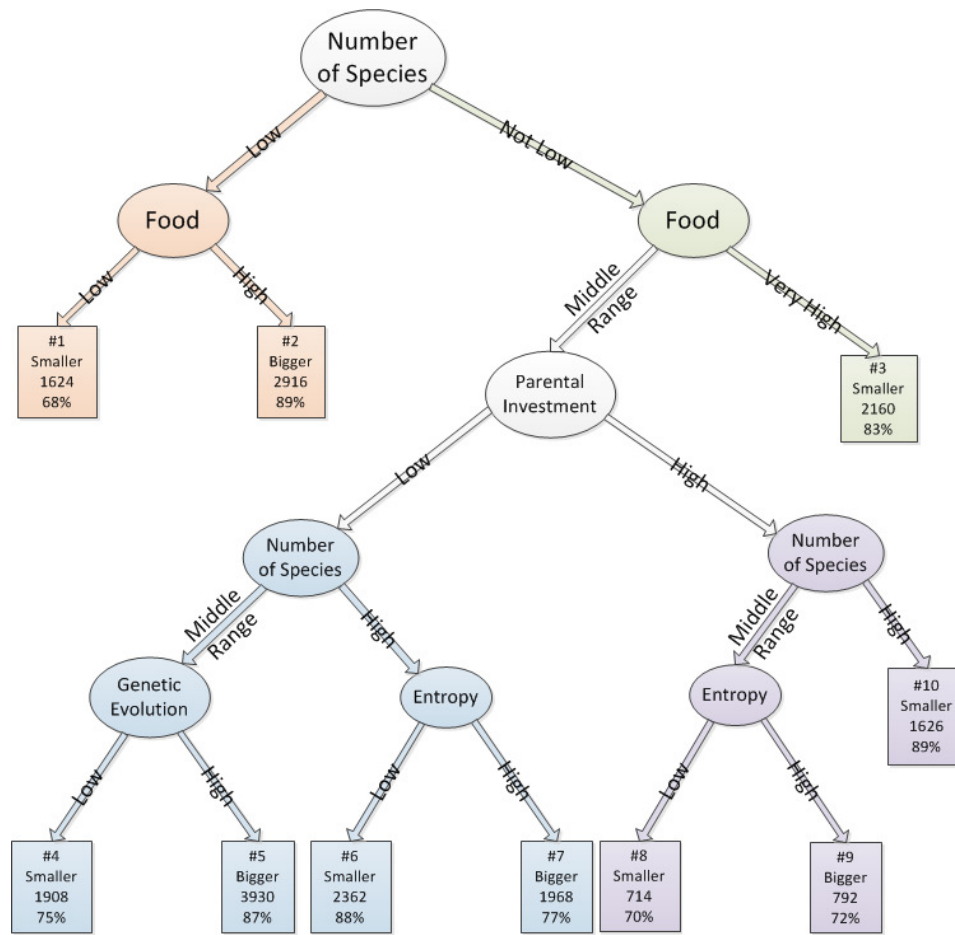 Number
of Species
Low
Not Low
Food
Food
Low
High
Middle
Range
Very High
#1
Smaller
1624
68%
#2
Bigger
2916
89%
#3
Smaller
2160
83%
Parental
Investment
Low
High
Number
of Species
Number
of Species
Middle
Range
High
Middle
Range
High
Genetic
Evolution
Entropy
Entropy
#10
Smaller
1626
89%
Low
High
Low
High
Low
High
#4
Smaller
1908
75%
#5
Bigger
3930
87%
#6
Smaller
2362
88%
#7
Bigger
1968
77%
#8
Smaller
714
70%
#9
Bigger
792
72%